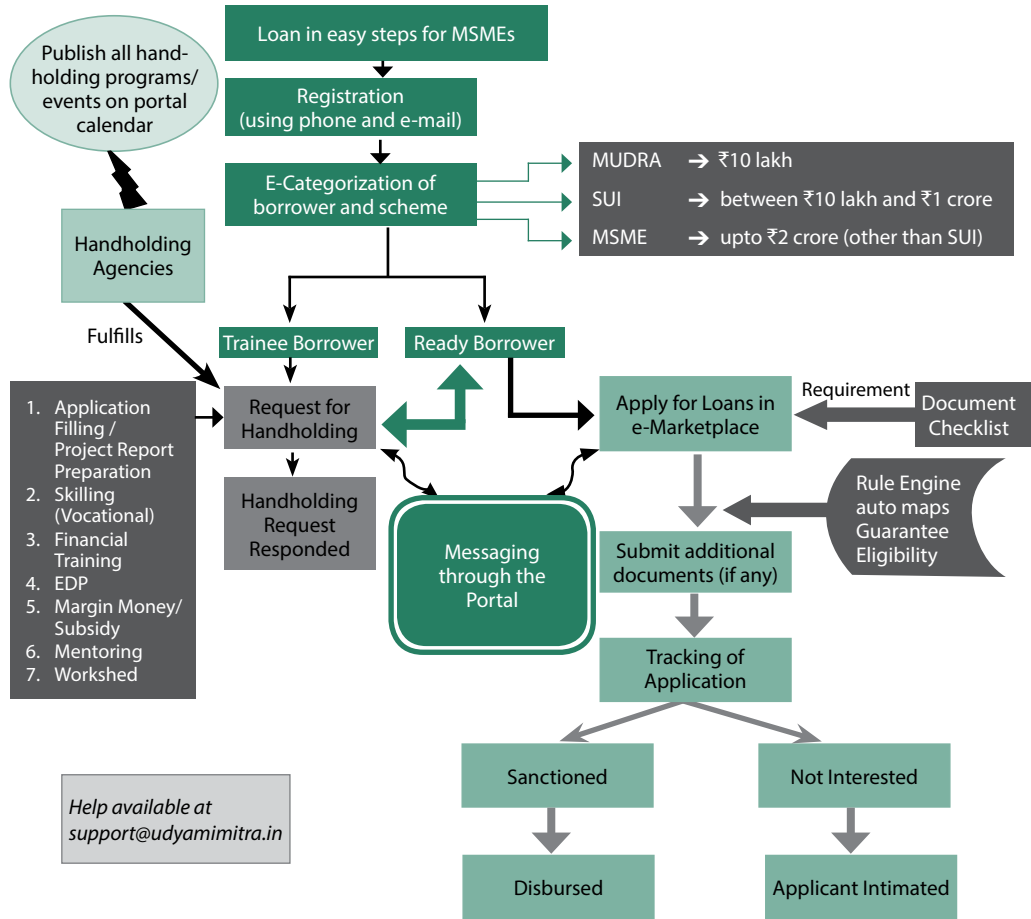 Loan in easy steps for MSMEs
Publish all hand-
holding programs/
events on portal
calendar
Registration
(using phone and e-mail)
E-Categorization of
borrower and scheme
MUDRA ➔ ₹10 lakh
SUI ➔ between ₹10 lakh and ₹1 crore
MSME ➔ upto ₹2 crore (other than SUI)
Handholding
Agencies
Fulfills
Trainee Borrower
Ready Borrower
1. Application
Filling /
Project Report
Preparation
2. Skilling
(Vocational)
3. Financial
Training
4. EDP
5. Margin Money/
Subsidy
6. Mentoring
7. Workshed
Request for
Handholding
Handholding
Request
Responded
Messaging
through the
Portal
Apply for Loans in
e-Marketplace
Requirement
Document
Checklist
Rule Engine
auto maps
Guarantee
Eligibility
Submit additional
documents (if any)
Tracking of
Application
Sanctioned
Not Interested
Disbursed
Applicant Intimated
Help available at
support@udyamimitra.in